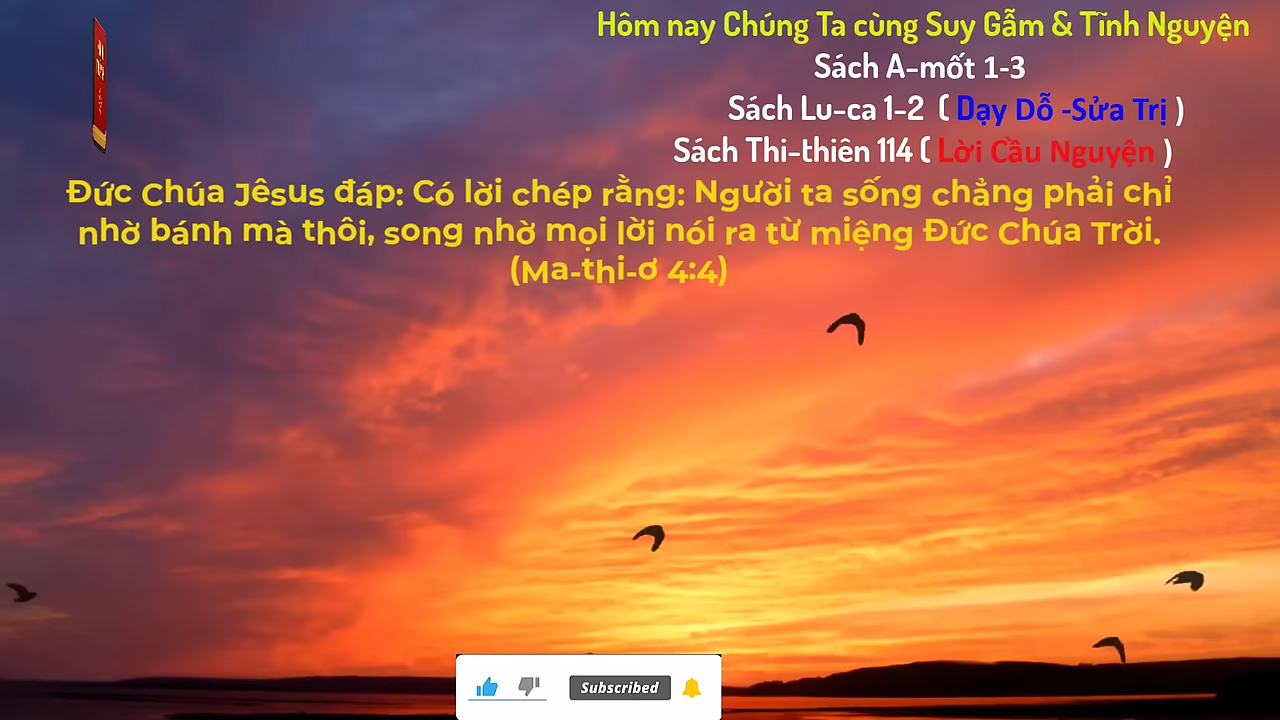 Hôm nay Chúng Ta cùng Suy Gẫm & Tĩnh Nguyện
Sách A-mốt 1-3
Sách Lu-ca 1-2 ( Dạy Dỗ -Sửa Trị )
Sách Thi-thiên 114 ( Lời Cầu Nguyện )
Đức Chúa Jêsus đáp: Có lời chép rằng: Người ta sống chẳng phải chỉ
nhờ bánh mà thôi, song nhờ mọi lời nói ra từ miệng Đức Chúa Trời.
(Ma-thi-ơ 4:4)
Subscribed